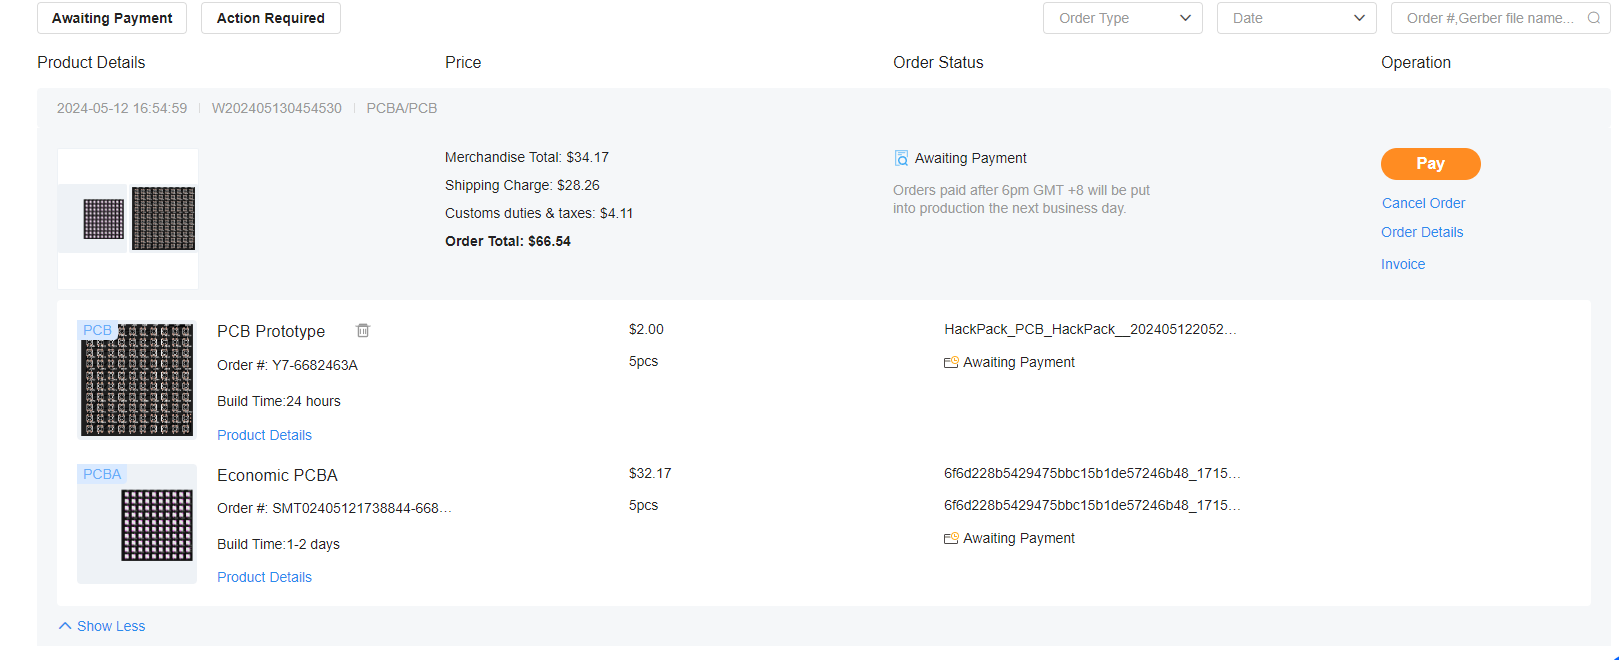 Awaiting Payment
Action Required
Order Type
Date
Order #,Gerber file name...
Product Details
Price
Order Status
Operation
2024-05-12 16:54:59
W202405130454530
PCBA/PCB
Merchandise Total: $34.17
Shipping Charge: $28.26
Customs duties & taxes: $4.11
Order Total: $66.54
Awaiting Payment
Orders paid after 6pm GMT +8 will be put
into production the next business day.
Pay
Cancel Order
Order Details
Invoice
PCB
PCB Prototype
Order #: Y7-6682463A
Build Time:24 hours
Product Details
$2.00
5pcs
HackPack_PCB_HackPack__202405122052...
Awaiting Payment
PCBA
Economic PCBA
Order #: SMT02405121738844-668...
Build Time:1-2 days
Product Details
$32.17
5pcs
6f6d228b5429475bbc15b1de57246b48_1715...
6f6d228b5429475bbc15b1de57246b48_1715...
Awaiting Payment
Show Less